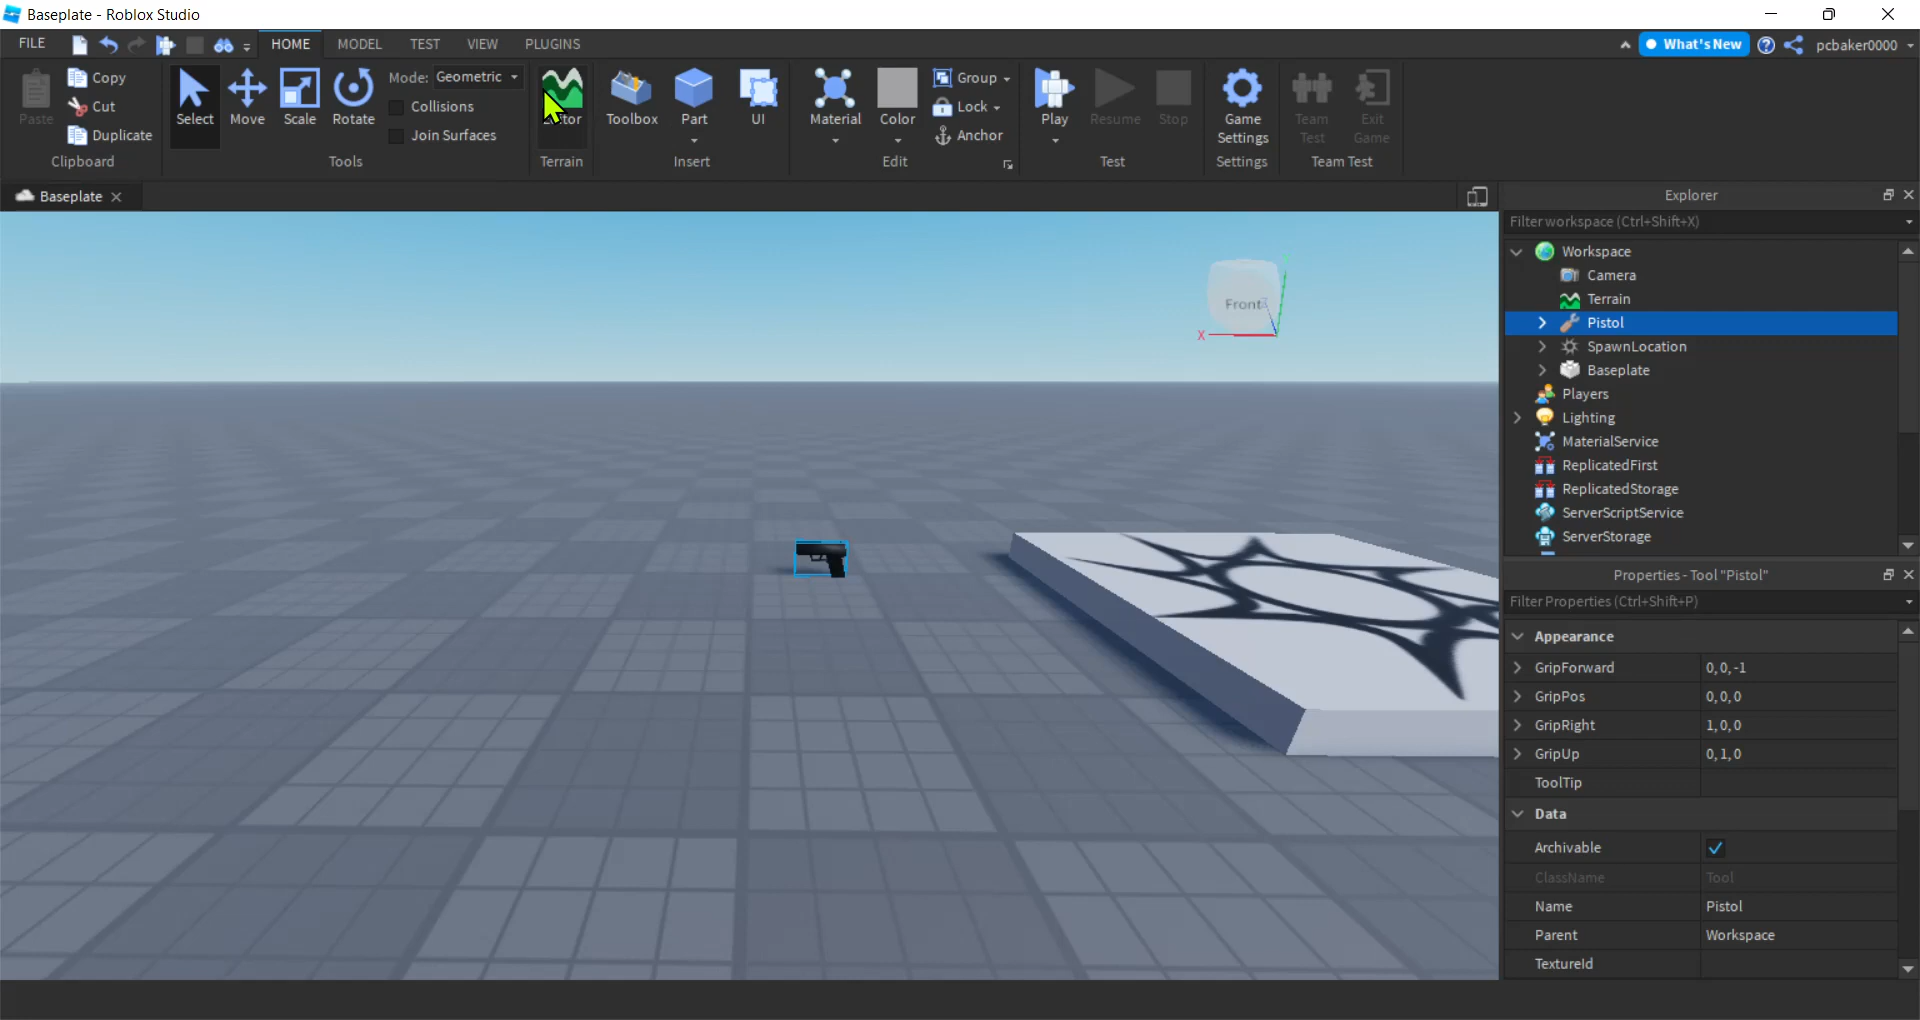 Baseplate - Roblox Studio
FILE HOME MODEL TEST VIEW PLUGINS What's New pcbaker0000
Paste Copy Cut Duplicate Clipboard
Select Move Scale Rotate Mode: Geometric Collisions Join Surfaces Tools
Terrain
Toolbox Part UI Insert
Material Color Group Lock Anchor Edit
Play Resume Stop Test
Game Settings Settings
Team Test Exit Game Team Test
Baseplate
Front
X
Explorer
Filter workspace (Ctrl+Shift+X)
Workspace
Camera
Terrain
Pistol
SpawnLocation
Baseplate
Players
Lighting
MaterialService
ReplicatedFirst
ReplicatedStorage
ServerScriptService
ServerStorage
Properties - Tool "Pistol"
Filter Properties (Ctrl+Shift+P)
Appearance
GripForward 0, 0, -1
GripPos 0, 0, 0
GripRight 1, 0, 0
GripUp 0, 1, 0
ToolTip
Data
Archivable
ClassName Tool
Name Pistol
Parent Workspace
TextureId